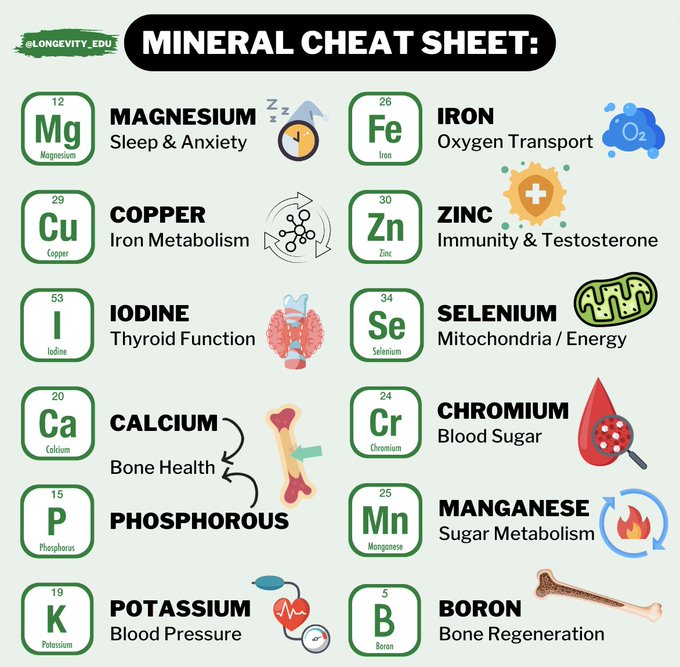 @LONGEVITY_EDU
MINERAL CHEAT SHEET:
12
Mg
Magnesium
MAGNESIUM
Sleep & Anxiety
Z Z Z
26
Fe
Iron
IRON
Oxygen Transport
O2
29
Cu
Copper
COPPER
Iron Metabolism
30
Zn
Zinc
ZINC
Immunity & Testosterone
53
I
Iodine
IODINE
Thyroid Function
34
Se
Selenium
SELENIUM
Mitochondria / Energy
20
Ca
Calcium
CALCIUM
Bone Health
24
Cr
Chromium
CHROMIUM
Blood Sugar
15
P
Phosphorus
PHOSPHOROUS
25
Mn
Manganese
MANGANESE
Sugar Metabolism
19
K
Potassium
POTASSIUM
Blood Pressure
5
B
Boron
BORON
Bone Regeneration